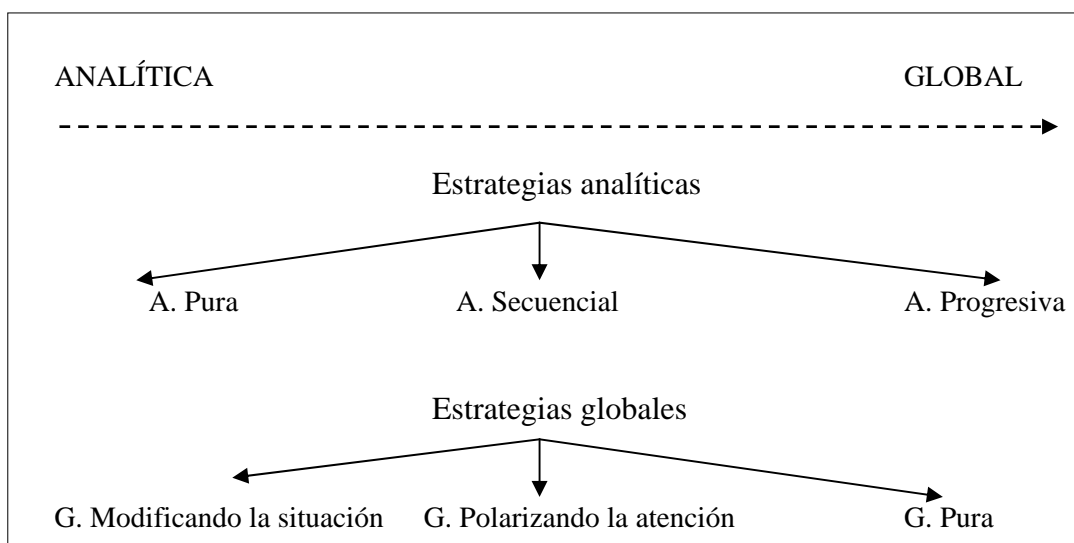 ANALÍTICA GLOBAL
Estrategias analíticas
A. Pura A. Secuencial A. Progresiva
Estrategias globales
G. Modificando la situación G. Polarizando la atención G. Pura